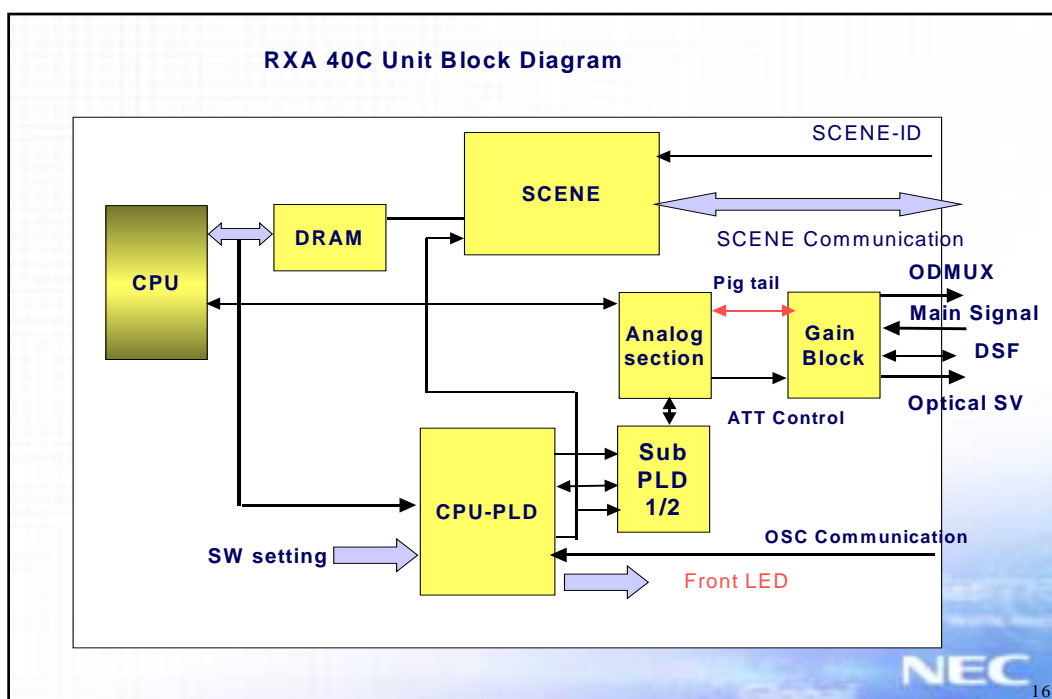 RXA 40C Unit Block Diagram
SCENE-ID
SCENE
SCENE Communication
DRAM
CPU
ODMUX
Pig tail
Main Signal
Analog
section
Gain
Block
DSF
Optical SV
ATT Control
Sub
PLD
1/2
CPU-PLD
OSC Communication
SW setting
Front LED
NEC
16